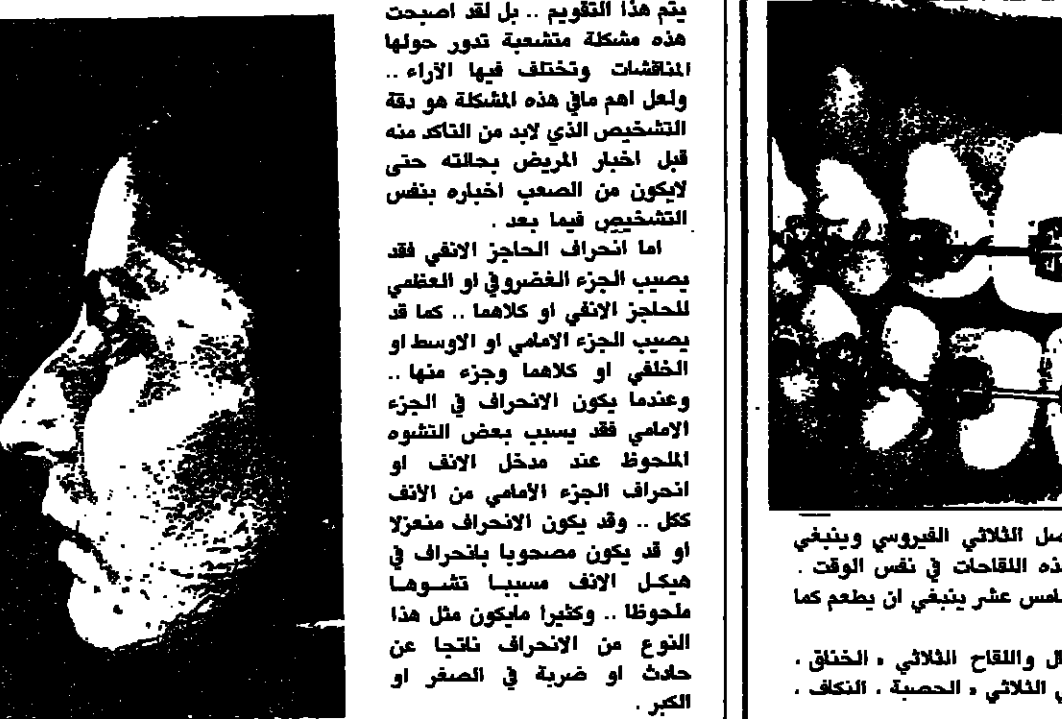 صل الثلاثي الفيروسي وينبغي
ذه اللقاحات في نفس الوقت .
امس عشر ينبغي ان يطعم كما
ال واللقاح الثلاثي « الخناق ،
ي الثلاثي « الحصبة ، النكاف ،
يتم هذا التقويم .. بل لقد اصبحت
هذه مشكلة متشعبة تدور حولها
المناقشات وتختلف فيها الآراء ..
ولعل اهم مافي هذه المشكلة هو دقة
التشخيص الذي لابد من التاكد منه
قبل اخبار المريض بحالته حتى
لايكون من الصعب اخباره بنفس
التشخيص فيما بعد .
اما انحراف الحاجز الانفي فقد
يصيب الجزء الغضروفي او العظمي
للحاجز الانفي او كلاهما .. كما قد
يصيب الجزء الامامي او الاوسط او
الخلفي او كلاهما وجزء منها ..
وعندما يكون الانحراف في الجزء
الامامي فقد يسبب بعض التشوه
الملحوظ عند مدخل الانف او
انحراف الجزء الأمامي من الأنف
ككل .. وقد يكون الانحراف منعزلا
او قد يكون مصحوبا بانحراف في
هيكل الانف مسببا تشوها
ملحوظا .. وكثيرا مايكون مثل هذا
النوع من الانحراف ناتجا عن
حادث او ضربة في الصغر او
الكبر .